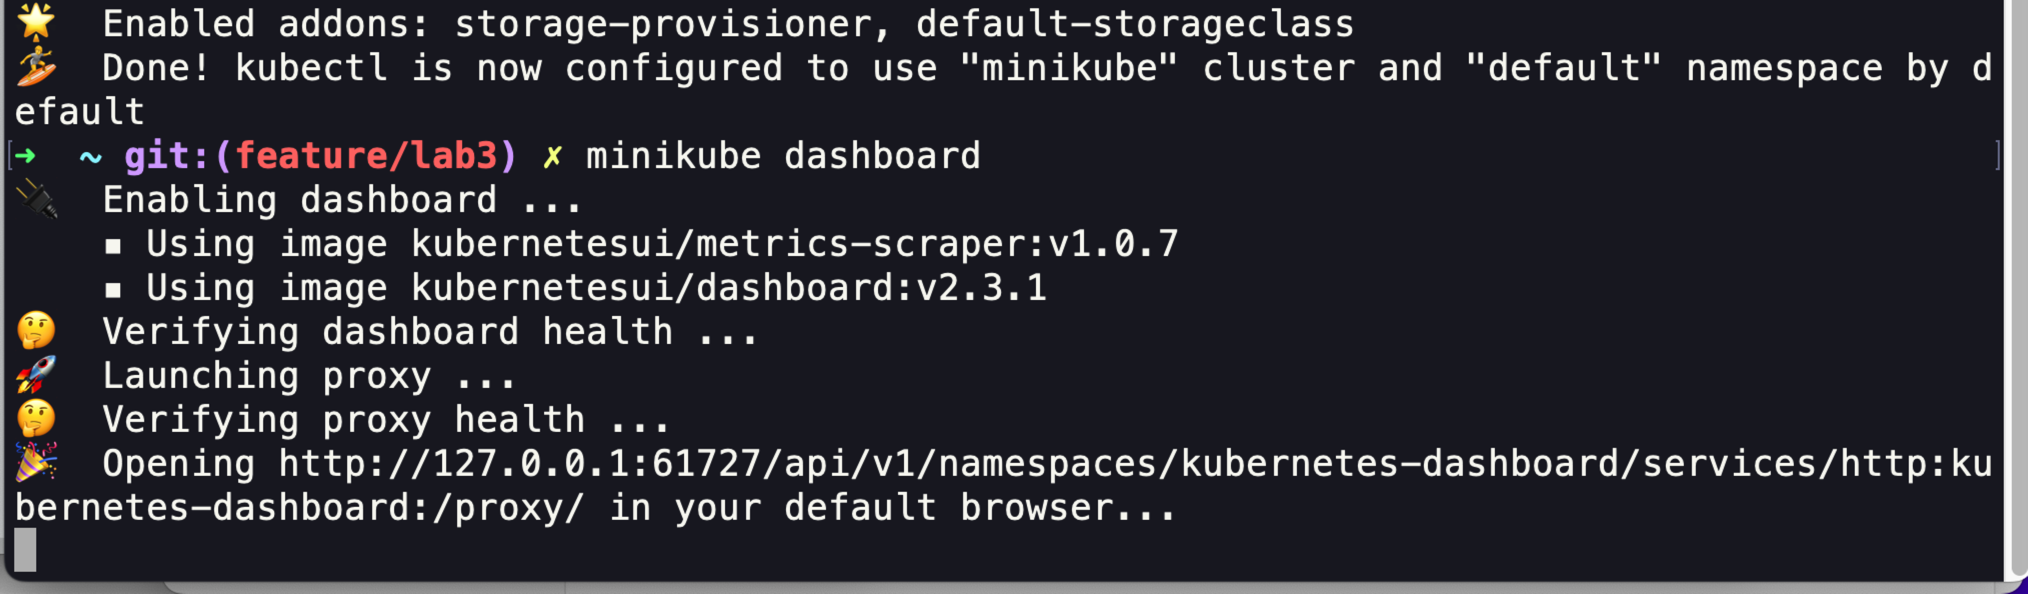 Enabled addons: storage-provisioner, default-storageclass
Done! kubectl is now configured to use "minikube" cluster and "default" namespace by d
efault
[➜ ~ git:(feature/lab3) ✗ minikube dashboard ]
Enabling dashboard ...
▪ Using image kubernetesui/metrics-scraper:v1.0.7
▪ Using image kubernetesui/dashboard:v2.3.1
Verifying dashboard health ...
Launching proxy ...
Verifying proxy health ...
Opening http://127.0.0.1:61727/api/v1/namespaces/kubernetes-dashboard/services/http:ku
bernetes-dashboard:/proxy/ in your default browser...